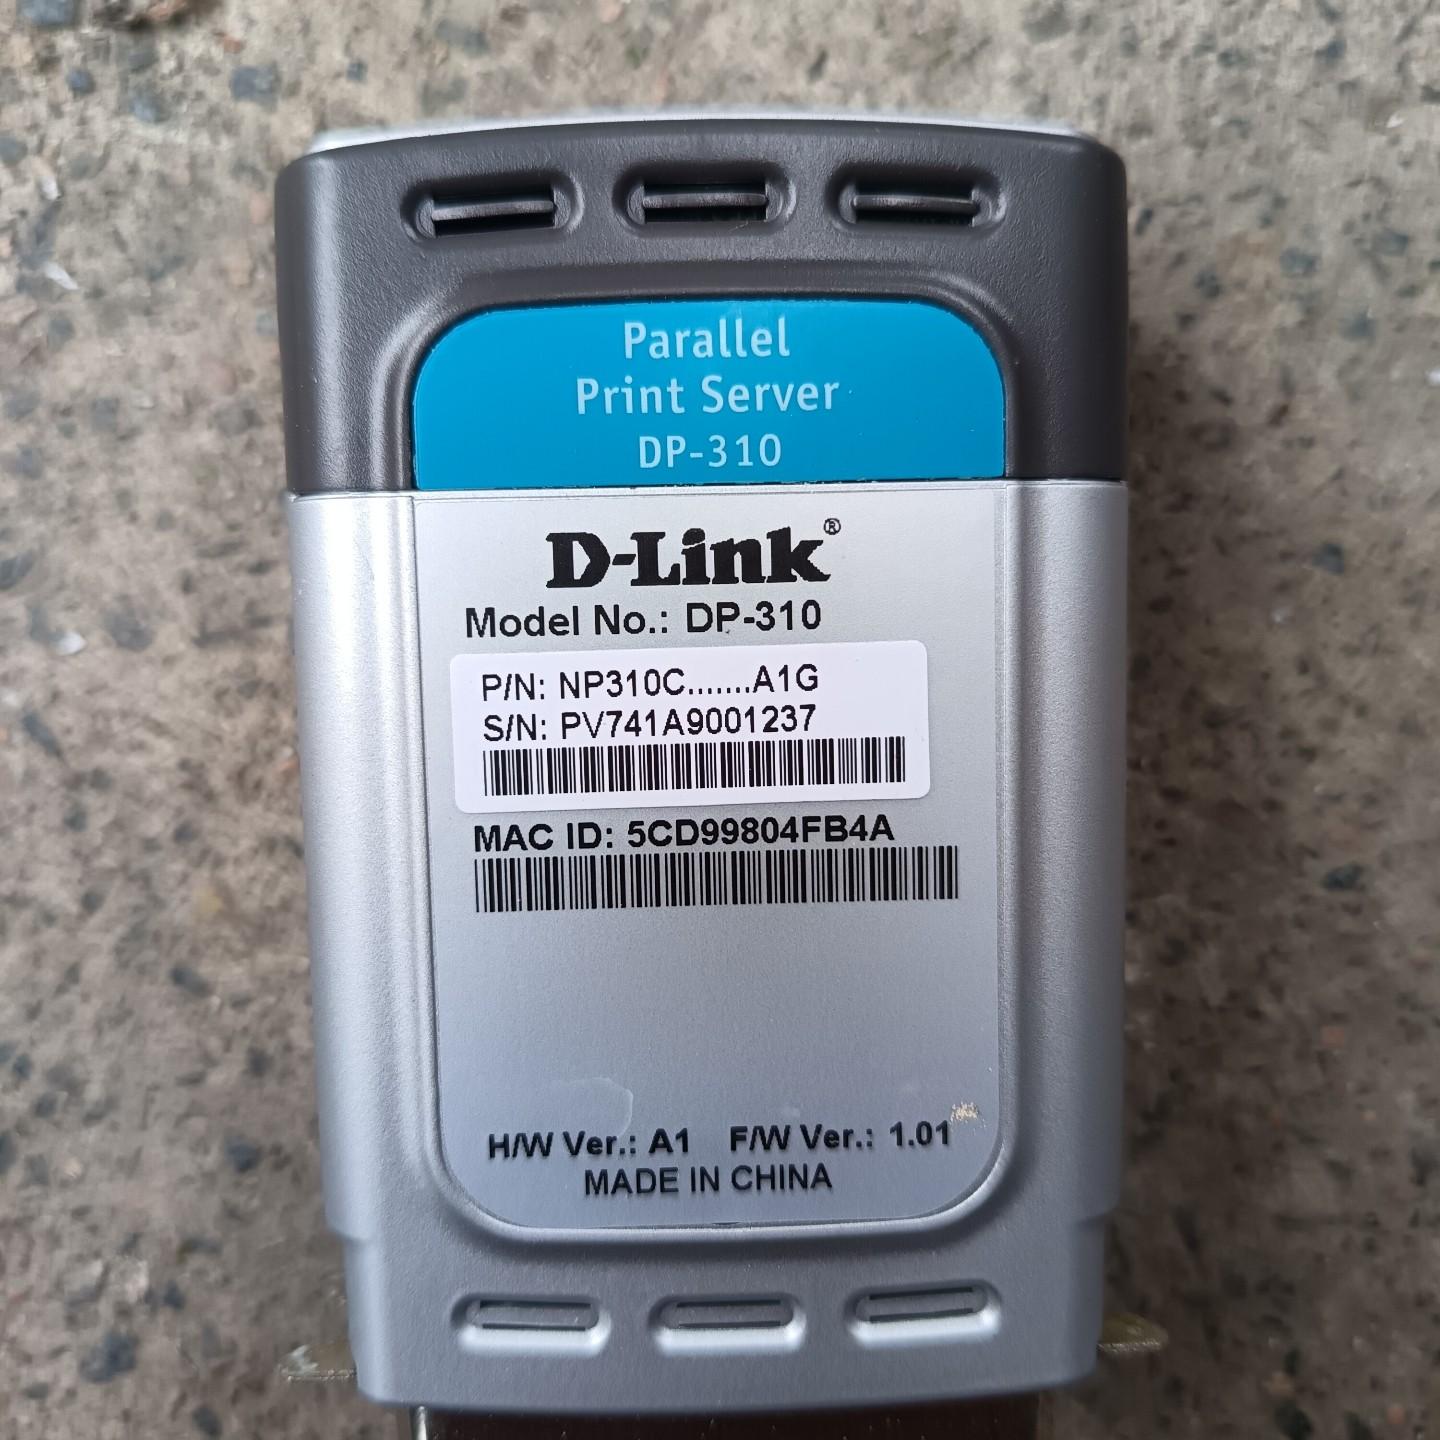 Parallel
Print Server
DP-310
D-Link®
Model No.: DP-310
P/N: NP310C.......A1G
S/N: PV741A9001237
MAC ID: 5CD99804FB4A
H/W Ver.: A1 F/W Ver.: 1.01
MADE IN CHINA